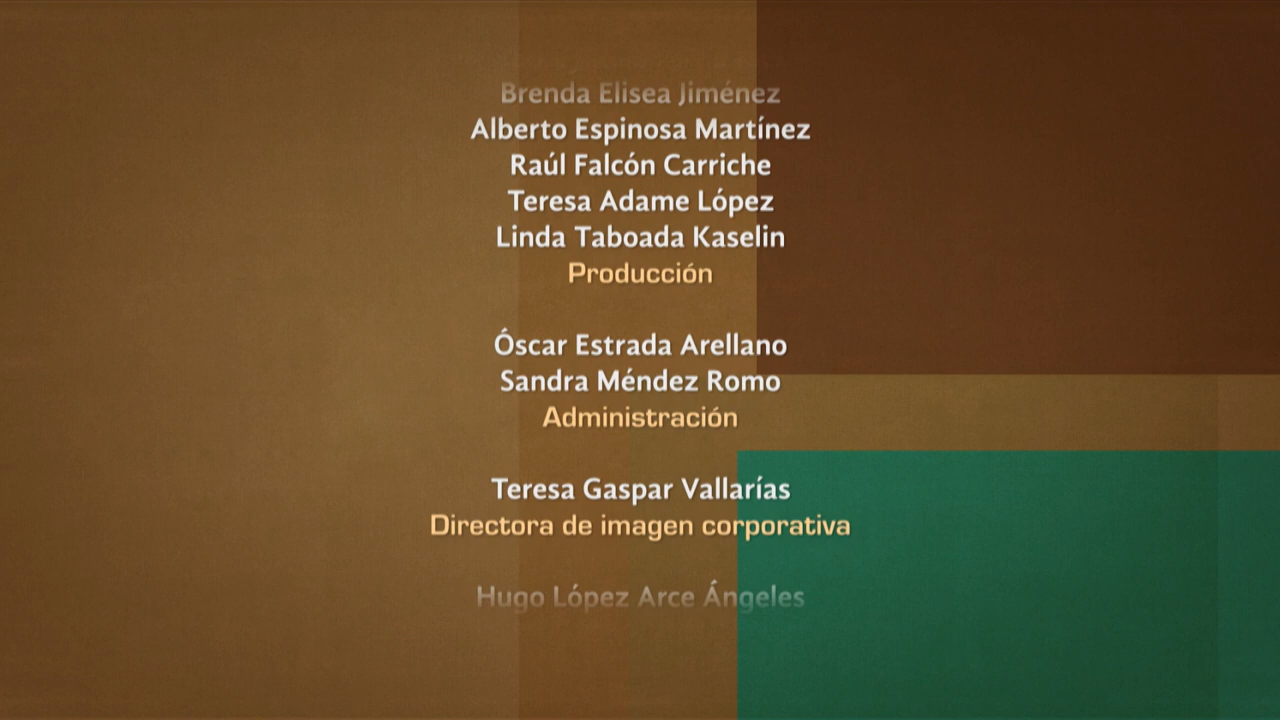 Brenda Elisea Jiménez
Alberto Espinosa Martínez
Raúl Falcón Carriche
Teresa Adame López
Linda Taboada Kaselin
Producción
Óscar Estrada Arellano
Sandra Méndez Romo
Administración
Teresa Gaspar Vallarías
Directora de imagen corporativa
Hugo López Arce Ángeles